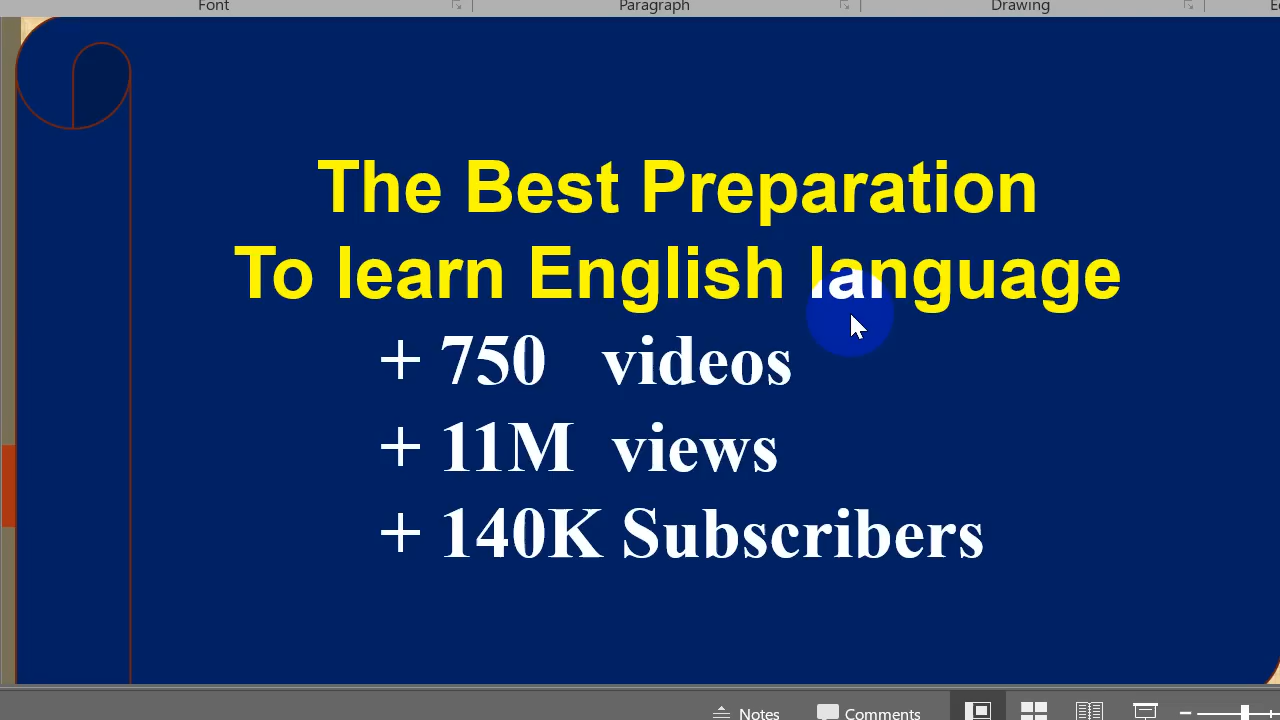 Font Paragraph Drawing
The Best Preparation
To learn English language
+ 750 videos
+ 11M views
+ 140K Subscribers
Notes Comments